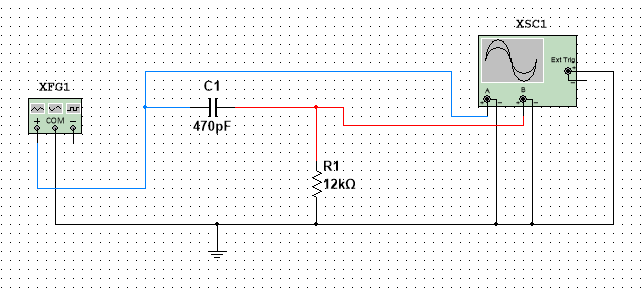 XSC1
Ext Trig
+
-
A
B
+ - + -
XFG1
COM
+ -
C1
470pF
R1
12kΩ